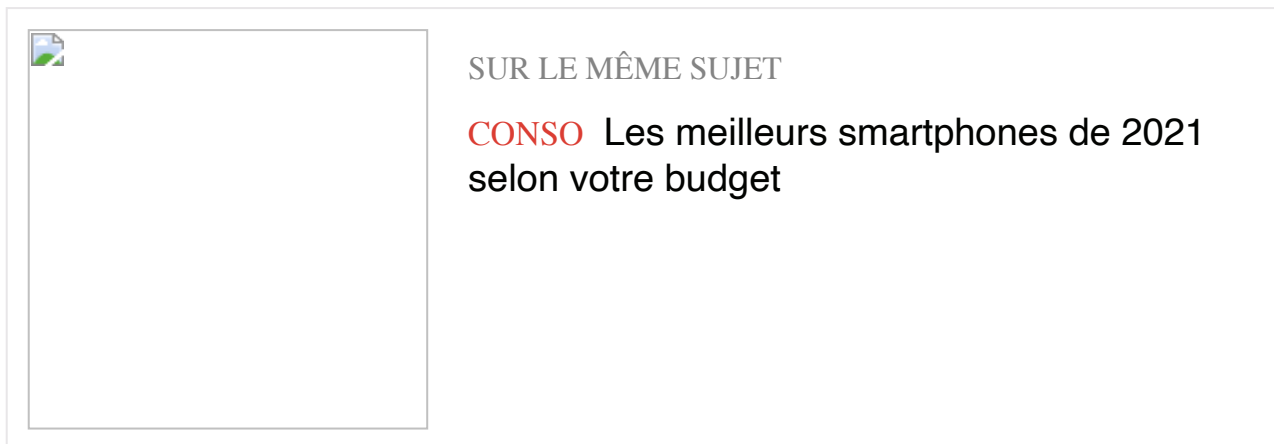 SUR LE MÊME SUJET
CONSO Les meilleurs smartphones de 2021
selon votre budget